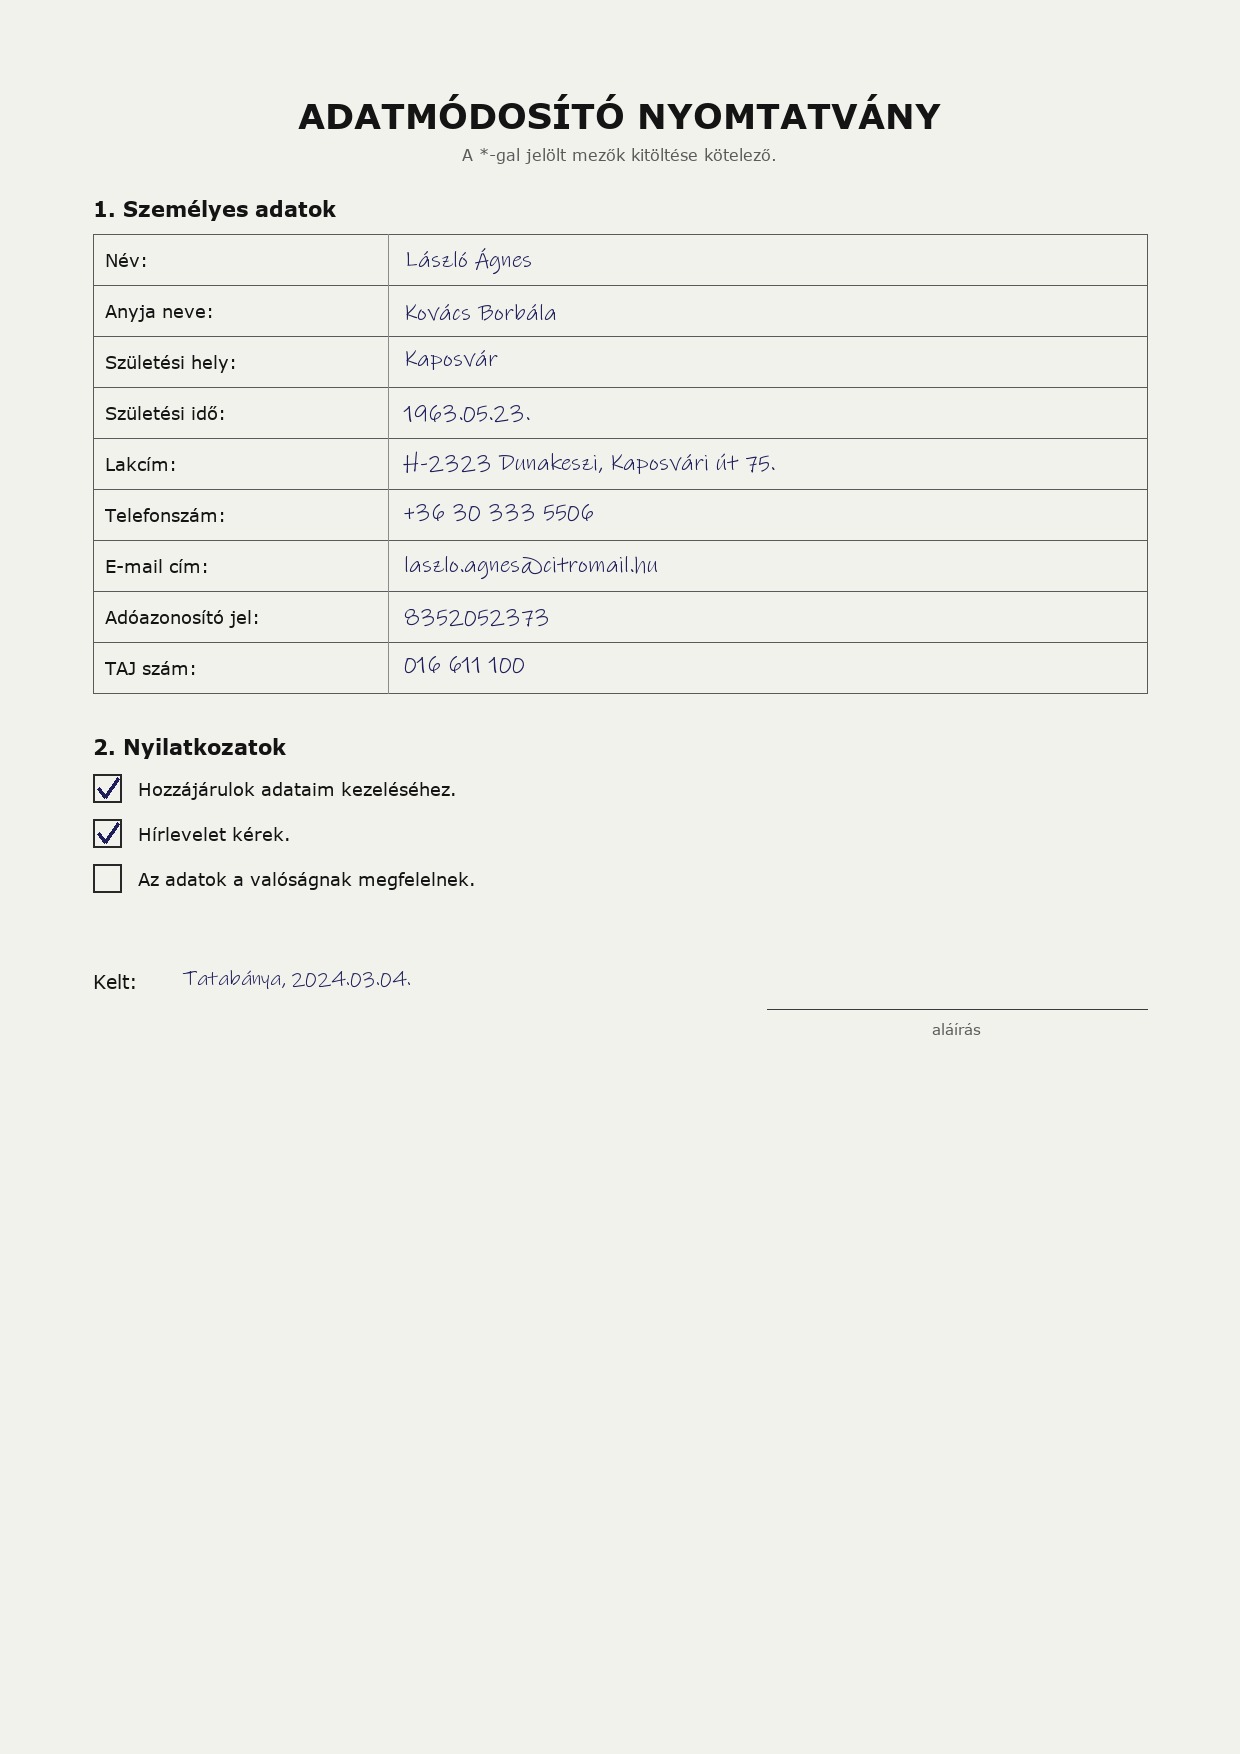 ADATMÓDOSÍTÓ NYOMTATVÁNY
A *-gal jelölt mezők kitöltése kötelező.
1. Személyes adatok
Név: László Ágnes
Anyja neve: Kovács Borbála
Születési hely: Kaposvár
Születési idő: 1963.05.23.
Lakcím: H-2323 Dunakeszi, Kaposvári út 75.
Telefonszám: +36 30 333 5506
E-mail cím: laszlo.agnes@citromail.hu
Adóazonosító jel: 8352052373
TAJ szám: 016 611 100
2. Nyilatkozatok
Hozzájárulok adataim kezeléséhez.
Hírlevelet kérek.
Az adatok a valóságnak megfelelnek.
Kelt: Tatabánya, 2024.03.04.
aláírás